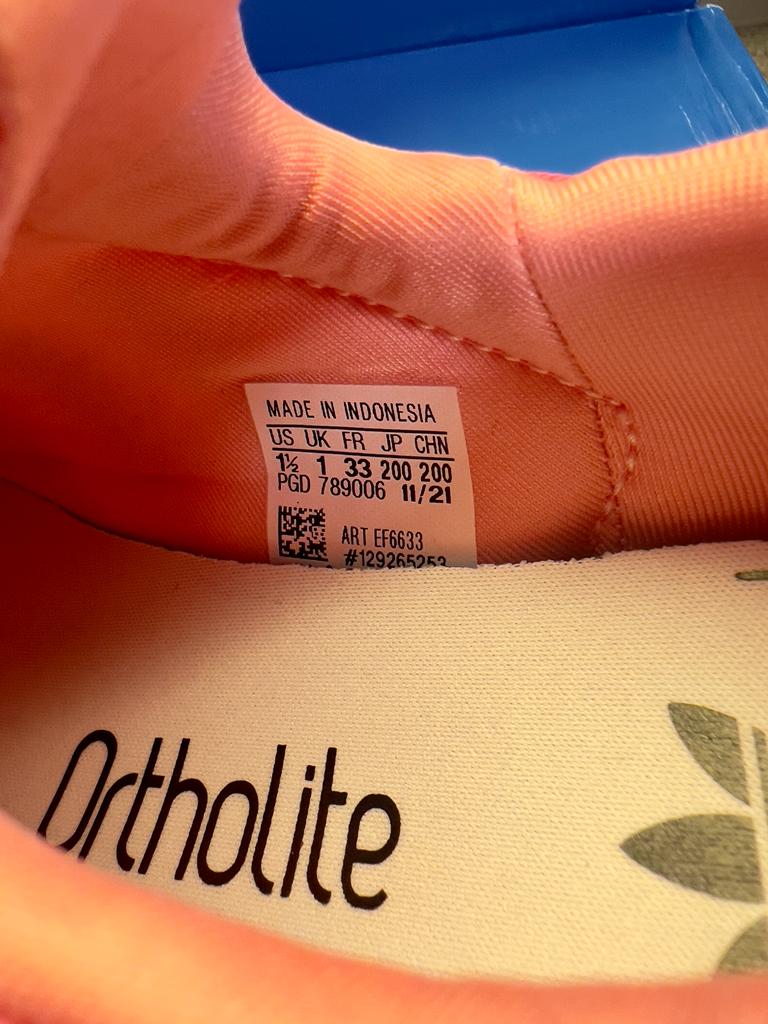 MADE IN INDONESIA
US UK FR JP CHN
1½ 1 33 200 200
PGD 789006 11/21
ART EF6633
#129265253
Ortholite